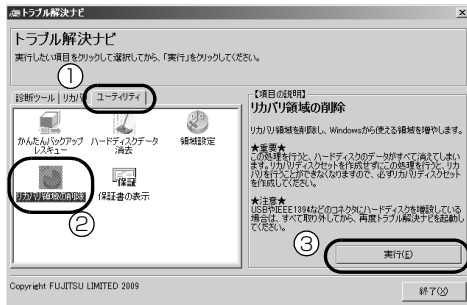 トラブル解決ナビ
トラブル解決ナビ
実行したい項目をクリックして選択してから、「実行」をクリックしてください。
①
診断ツール リカバリ ユーティリティ
かんたんバックアップ
レスキュー
ハードディスクデータ
消去
領域設定
リカバリ領域の削除
保証
保証書の表示
②
【項目の説明】
リカバリ領域の削除
リカバリ領域を削除し、Windowsから使える領域を増やします。
★重要★
この処理を行うと、ハードディスクのデータがすべて消えてしまい
ます。リカバリディスクセットを作成せずにこの処理を行うと、リカ
バリを行うことができなくなりますので、必ずリカバリディスクセット
を作成してください。
★注意★
USBやIEEE1394などのコネクタにハードディスクを増設している
場合は、すべて取り外してから、再度トラブル解決ナビを起動し
てください。
③
実行(E)
Copyright FUJITSU LIMITED 2009
終了(X)